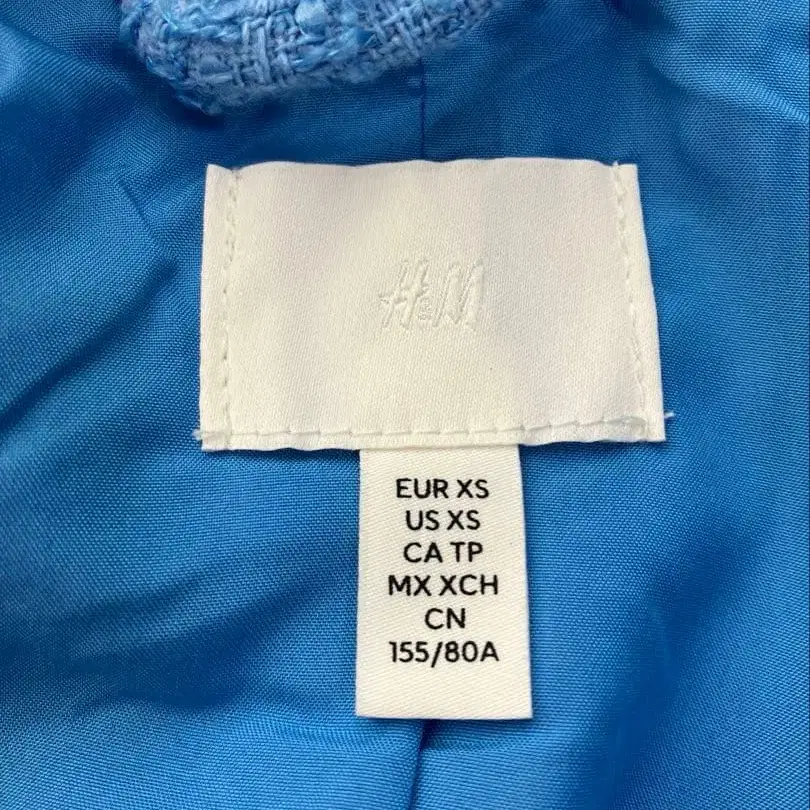 H&M
EUR XS
US XS
CA TP
MX XCH
CN
155/80A